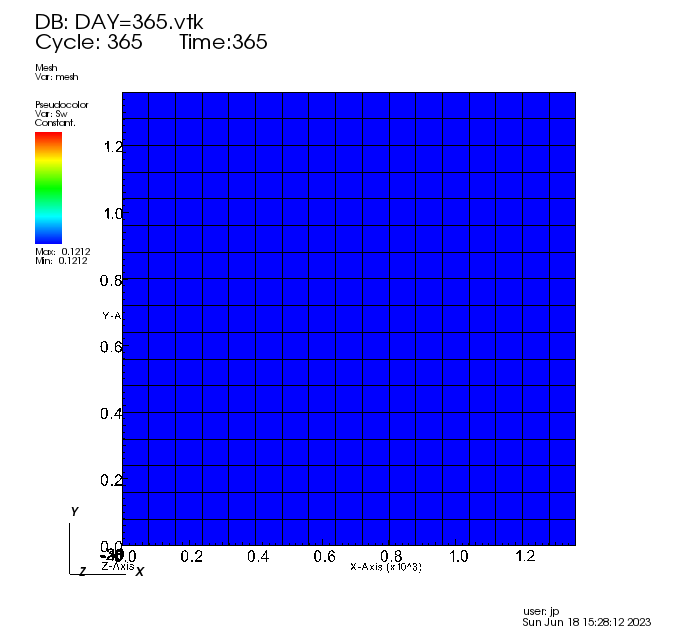 DB: DAY=365.vtk
Cycle: 365 Time:365
Mesh
Var: mesh
Pseudocolor
Var: Sw
Constant.
Max: 0.1212
Min: 0.1212
1.2
1.0
0.8
Y-A
0.6
0.4
0.2
0.0
0.0 0.2 0.4 0.6 0.8 1.0 1.2
Z-Axis X-Axis (x10^3)
Y
Z X
user: jp
Sun Jun 18 15:28:12 2023